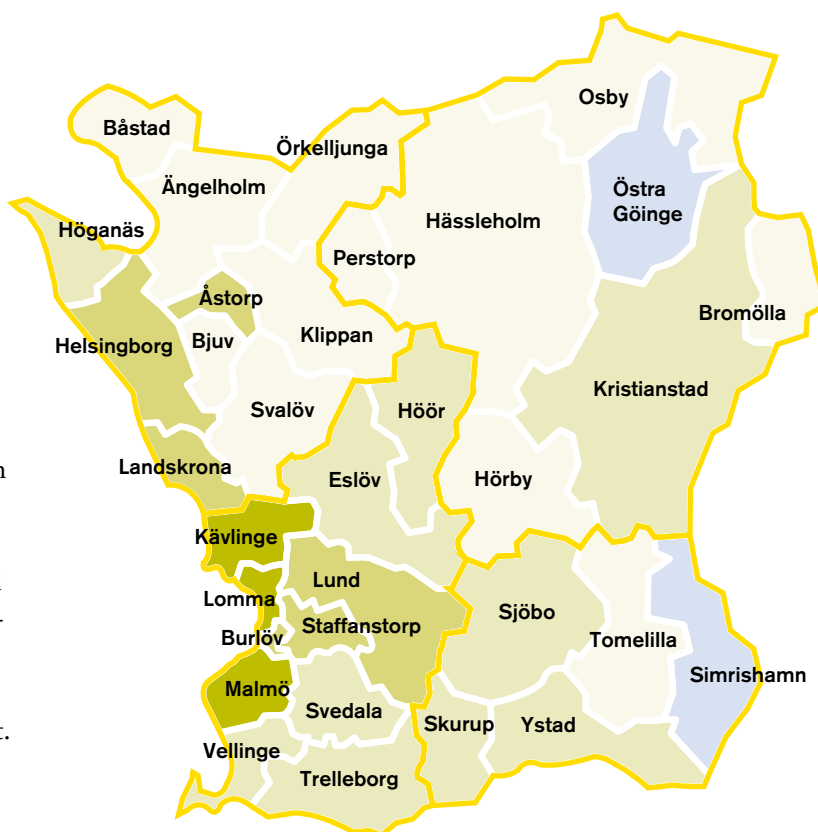 Osby
Båstad
Örkelljunga
Ängelholm
Östra
Göinge
Höganäs
Hässleholm
Perstorp
Åstorp
Bromölla
Helsingborg
Bjuv
Klippan
Kristianstad
Svalöv
Höör
Landskrona
Eslöv
Hörby
n
Kävlinge
Lund
Lomma
Sjöbo
Staffanstorp
Burlöv
Tomelilla
Malmö
Simrishamn
Svedala
Skurup
Ystad
Vellinge
Trelleborg